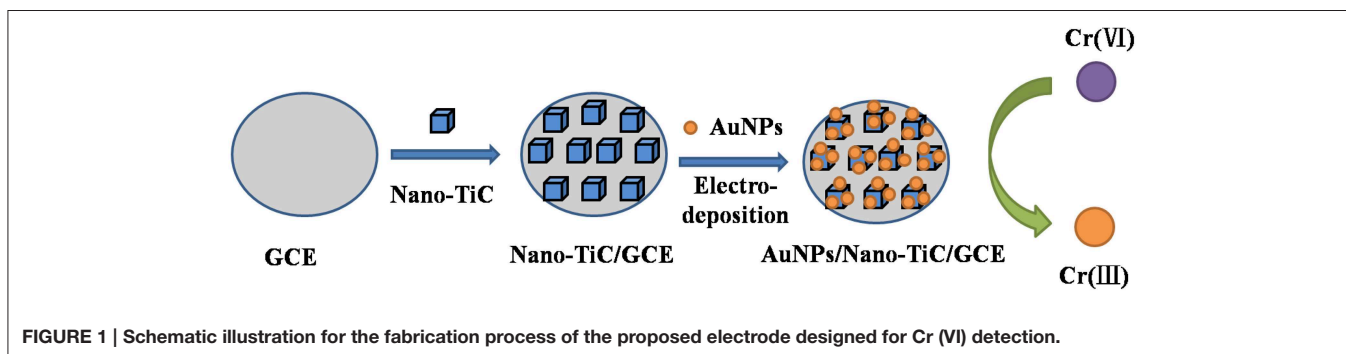 Cr(Ⅵ)
AuNPs
Nano-TiC
Electro-
deposition
GCE
Nano-TiC/GCE
AuNPs/Nano-TiC/GCE
Cr(Ⅲ)
FIGURE 1 | Schematic illustration for the fabrication process of the proposed electrode designed for Cr (VI) detection.